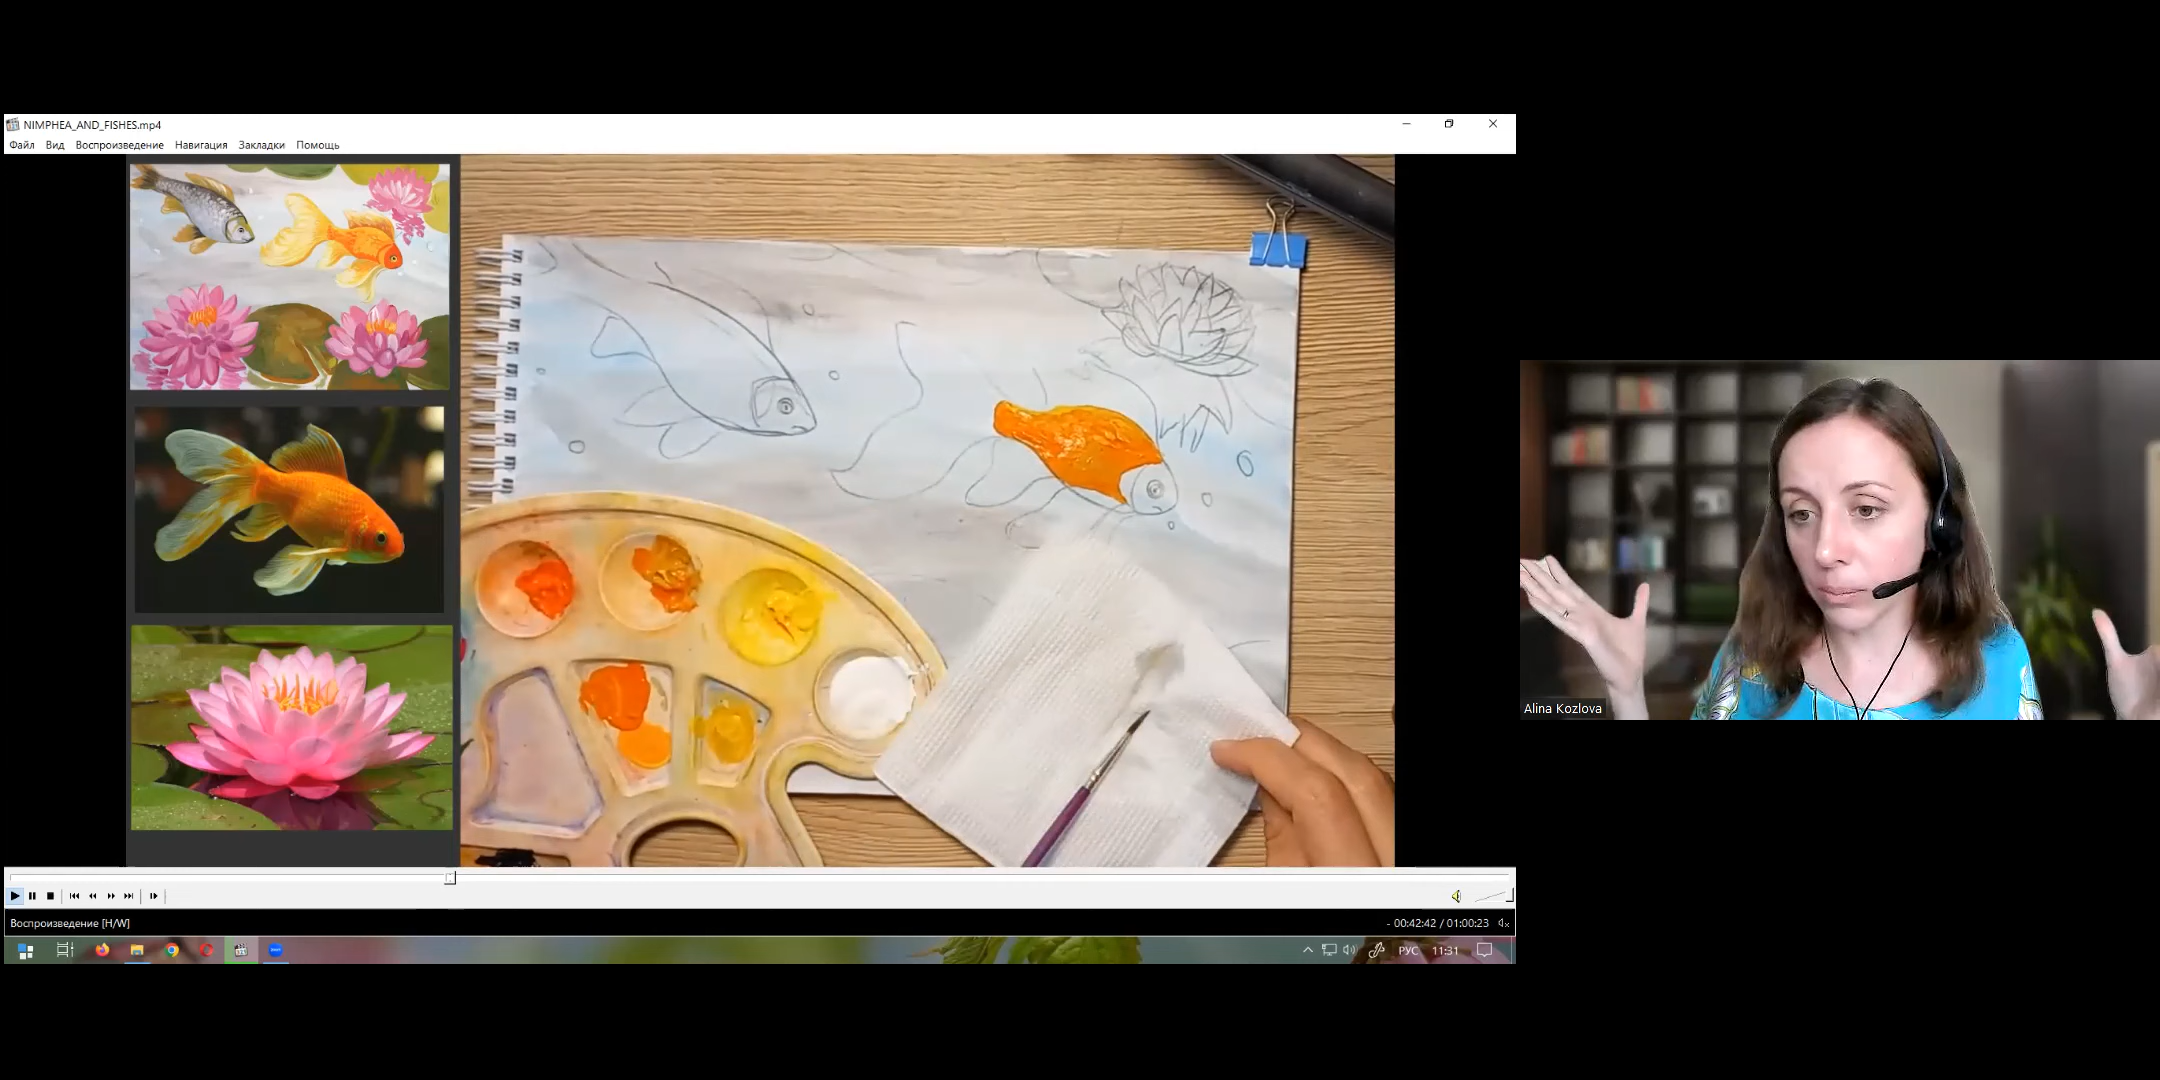 NIMPHEA_AND_FISHES.mp4
Файл Вид Воспроизведение Навигация Закладки Помощь
Alina Kozlova
Воспроизведение [H/W]
- 00:42:42 / 01:00:23
РУС 11:31